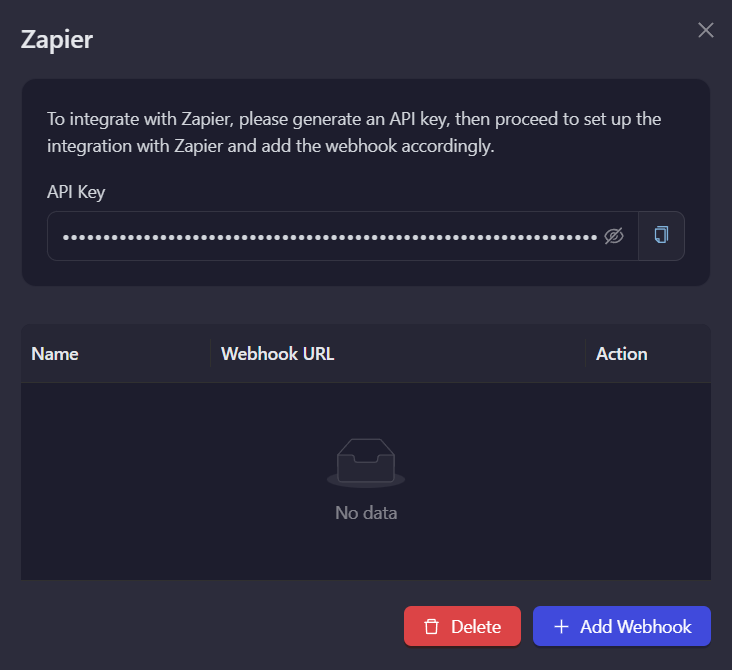 Zapier
To integrate with Zapier, please generate an API key, then proceed to set up the
integration with Zapier and add the webhook accordingly.
API Key
••••••••••••••••••••••••••••••••••••••••••••••••••••••••••••••••
Name Webhook URL Action
No data
Delete Add Webhook